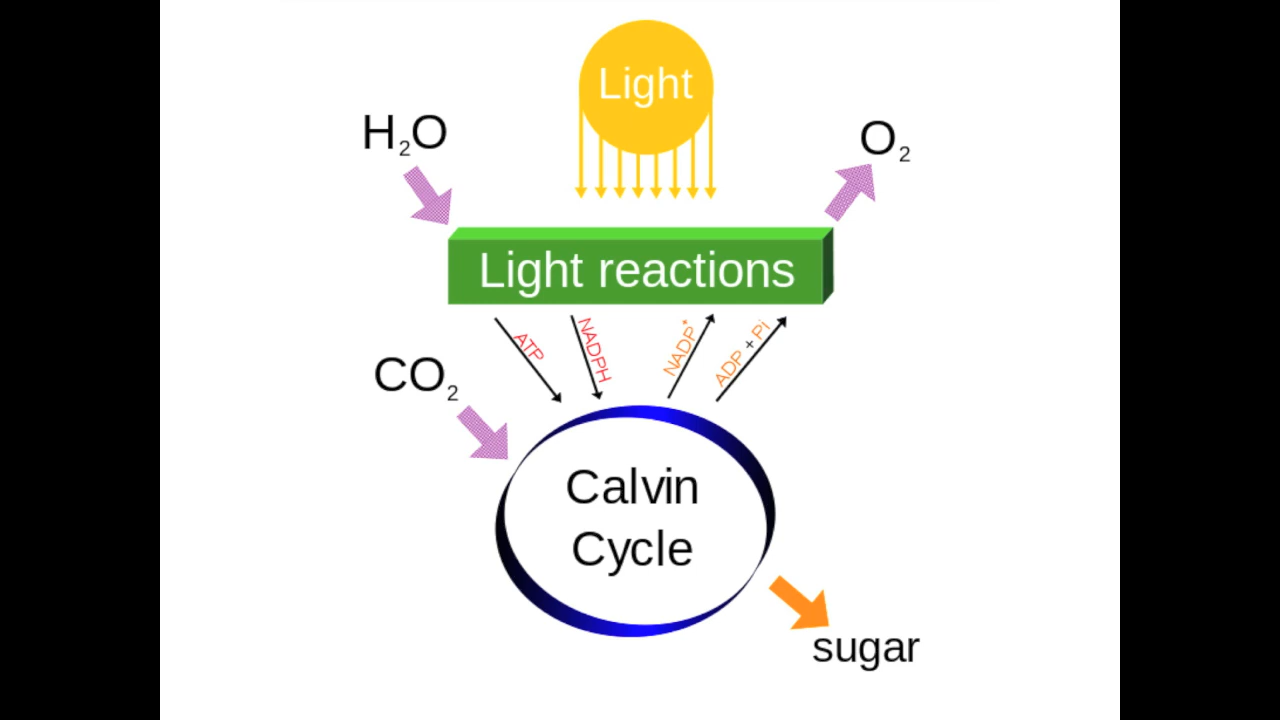 Light
H₂O
O₂
Light reactions
ATP
NADPH
NADP⁺
ADP + Pi
CO₂
Calvin
Cycle
sugar